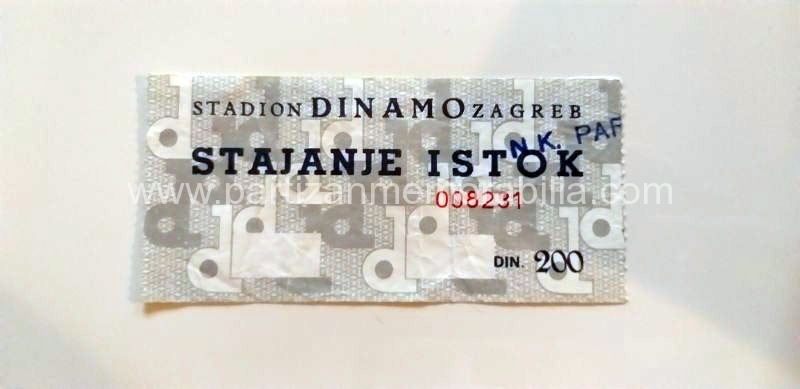 STADION DINAMO ZAGREB
N.K. PAR
STAJANJE ISTOK
www.partizanmemorabilia.com
008231
DIN. 200